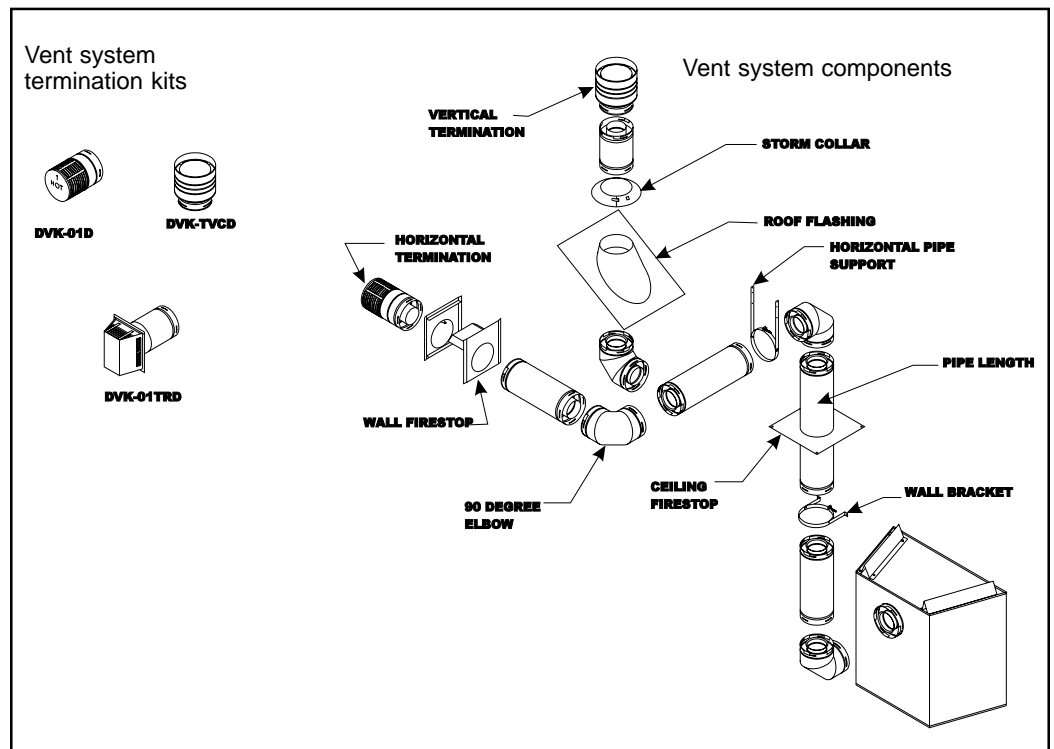 Vent system
termination kits
Vent system components
VERTICAL
TERMINATION
STORM COLLAR
↑
HOT
DVK-01D
DVK-TVCD
ROOF FLASHING
HORIZONTAL
TERMINATION
HORIZONTAL PIPE
SUPPORT
PIPE LENGTH
DVK-01TRD
WALL FIRESTOP
90 DEGREE
ELBOW
CEILING
FIRESTOP
WALL BRACKET